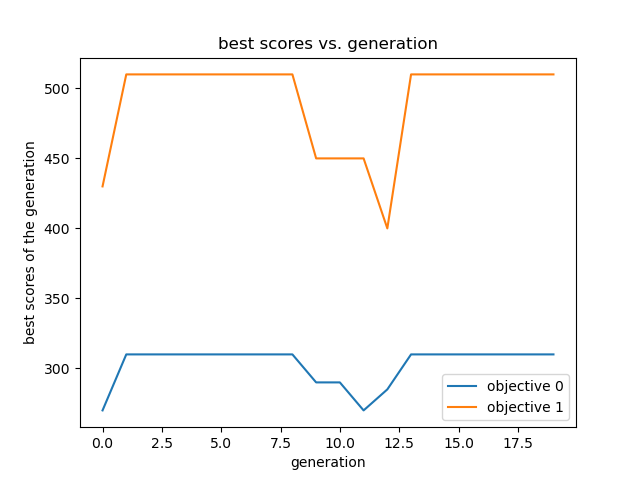 best scores vs. generation
best scores of the generation
500
450
400
350
300
0.0 2.5 5.0 7.5 10.0 12.5 15.0 17.5
generation
objective 0
objective 1